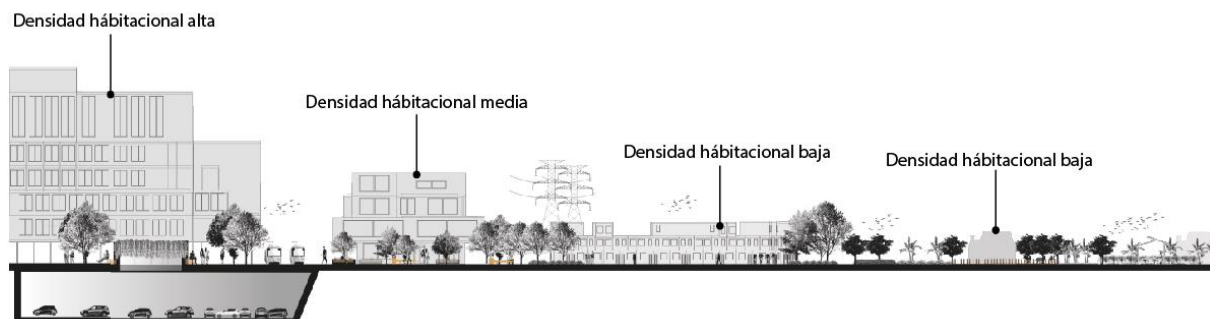 Densidad hábitacional alta
Densidad hábitacional media
Densidad hábitacional baja
Densidad hábitacional baja